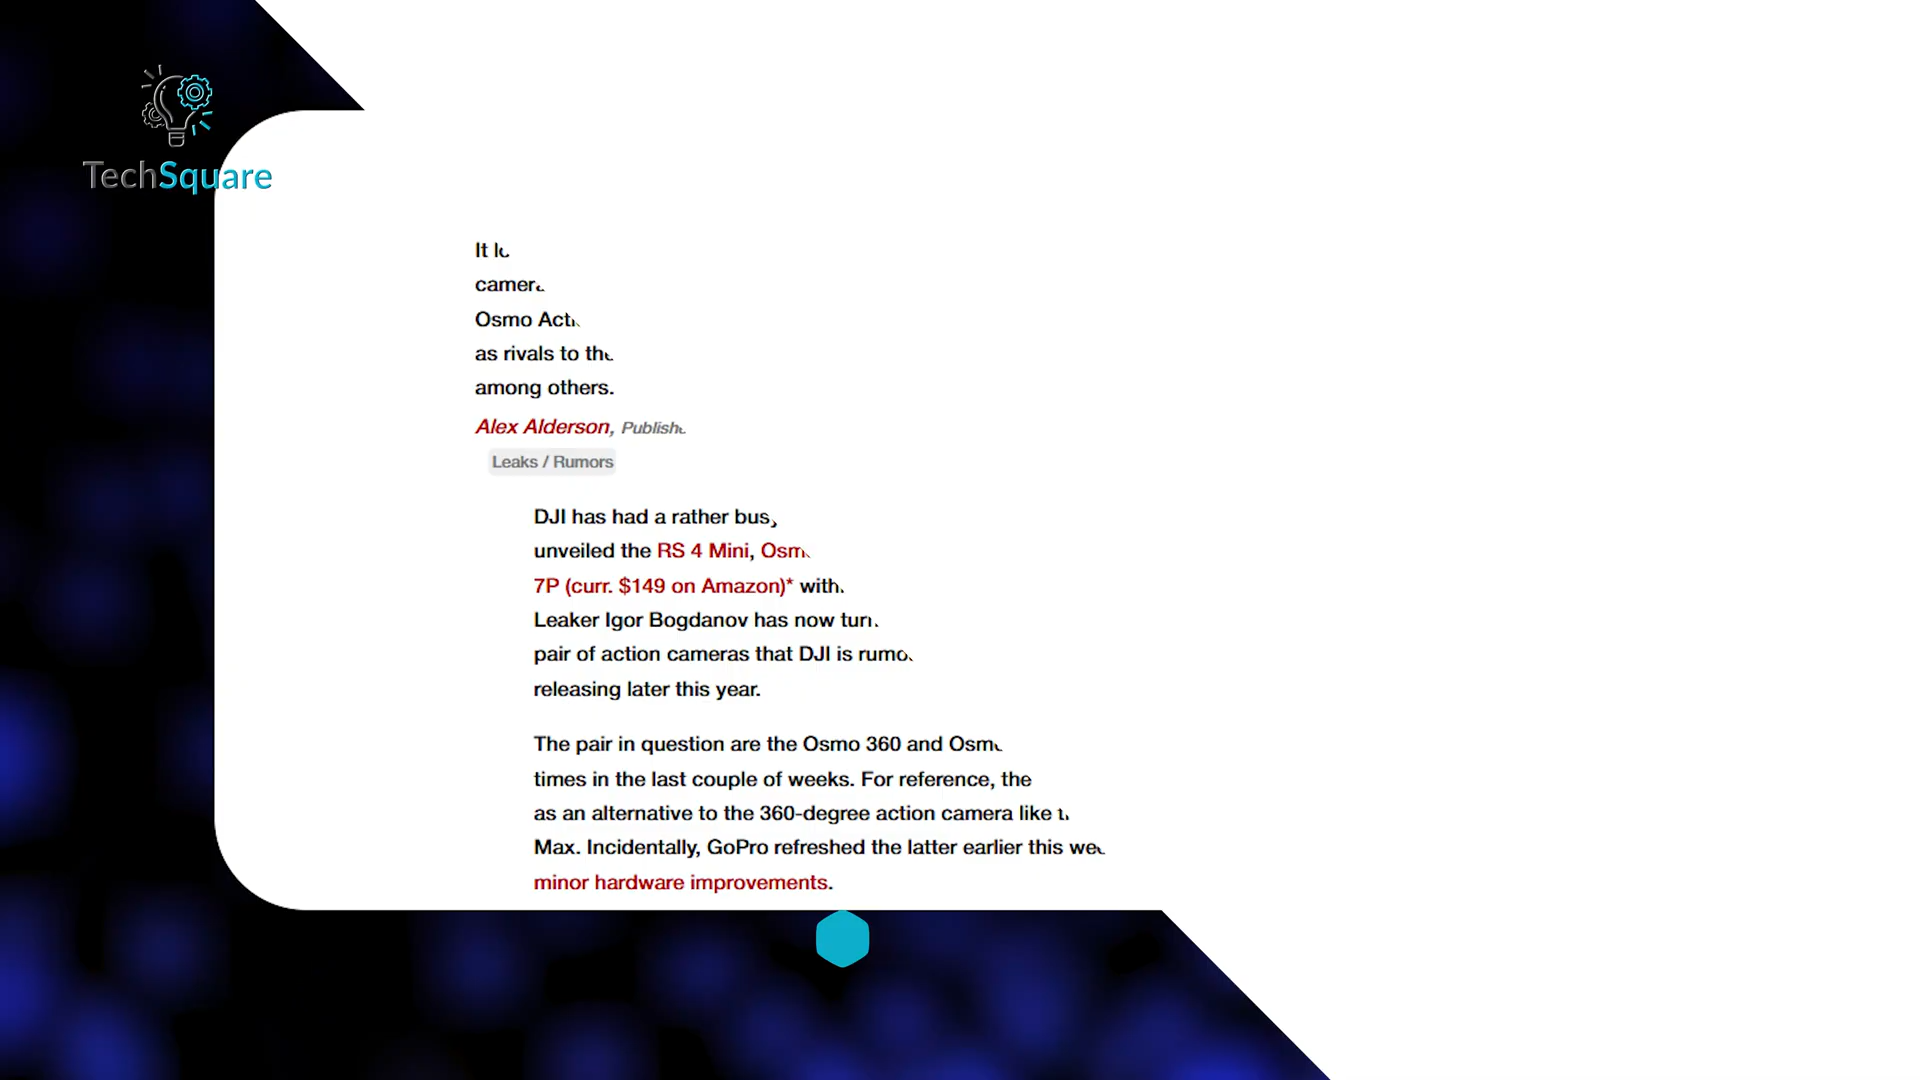 TechSquare
It
Osmo
as rivals to
among others.
Alex Alderson,
Leaks / Rumors
DJI has had a rather
unveiled the RS 4 Mini,
7P (curr. $149 on Amazon)* with
Leaker Igor Bogdanov has now
pair of action cameras that DJI is
releasing later this year.
The pair in question are the Osmo 360 and
times in the last couple of weeks. For reference, the
as an alternative to the 360-degree action camera like
Max. Incidentally, GoPro refreshed the latter earlier this
minor hardware improvements.